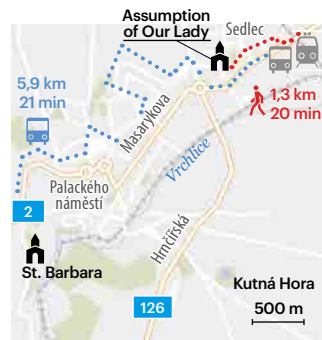 Assumption
of Our Lady
Sedlec
5,9 km
21 min
Masarykova
1,3 km
20 min
Vrchlice
Palackého
náměstí
2
Hrnčířská
St. Barbara
Kutná Hora
126
500 m